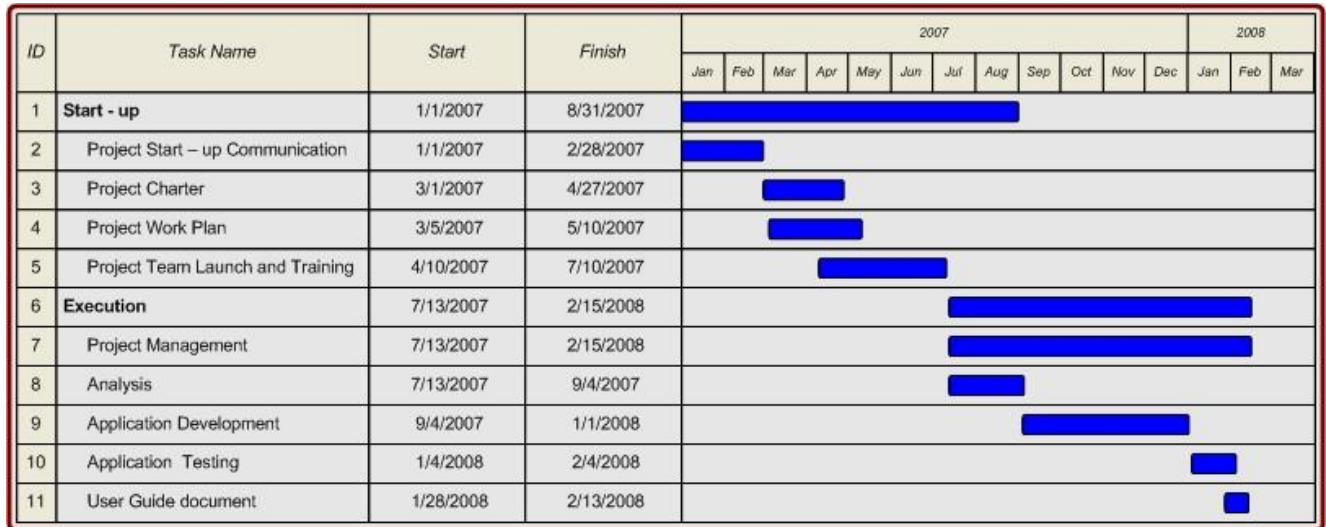 ID Task Name Start Finish 2007 2008
Jan Feb Mar Apr May Jun Jul Aug Sep Oct Nov Dec Jan Feb Mar
1 Start - up 1/1/2007 8/31/2007
2 Project Start – up Communication 1/1/2007 2/28/2007
3 Project Charter 3/1/2007 4/27/2007
4 Project Work Plan 3/5/2007 5/10/2007
5 Project Team Launch and Training 4/10/2007 7/10/2007
6 Execution 7/13/2007 2/15/2008
7 Project Management 7/13/2007 2/15/2008
8 Analysis 7/13/2007 9/4/2007
9 Application Development 9/4/2007 1/1/2008
10 Application Testing 1/4/2008 2/4/2008
11 User Guide document 1/28/2008 2/13/2008